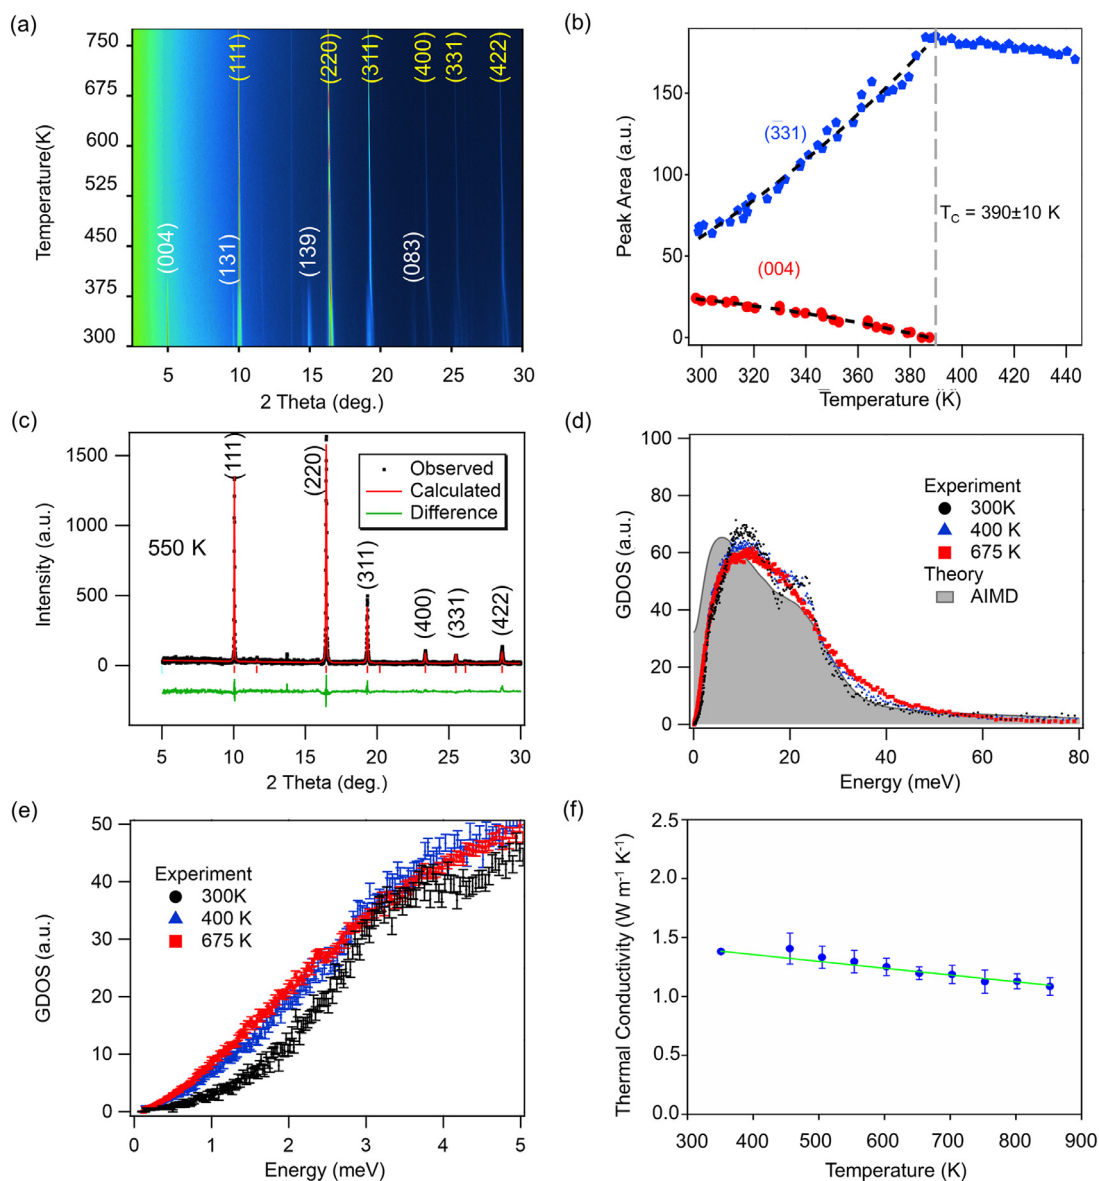 (a)
750
675
600
525
450
375
300
Temperature(K)
(111)
(220)
(311)
(400)
(331)
(422)
(004)
(131)
(139)
(083)
5
10
15
20
25
30
2 Theta (deg.)
(b)
150
100
50
0
Peak Area (a.u.)
(3̅31)
(004)
T_C = 390±10 K
300
320
340
360
380
400
420
440
Temperature (K)
(c)
1500
1000
500
0
Intensity (a.u.)
550 K
(111)
(220)
(311)
(400)
(331)
(422)
Observed
Calculated
Difference
5
10
15
20
25
30
2 Theta (deg.)
(d)
100
80
60
40
20
0
GDOS (a.u.)
Experiment
300K
400 K
675 K
Theory
AIMD
0
20
40
60
80
Energy (meV)
(e)
50
40
30
20
10
0
GDOS (a.u.)
Experiment
300K
400 K
675 K
0
1
2
3
4
5
Energy (meV)
(f)
2.5
2.0
1.5
1.0
0.5
0.0
Thermal Conductivity (W m⁻¹ K⁻¹)
300
400
500
600
700
800
900
Temperature (K)